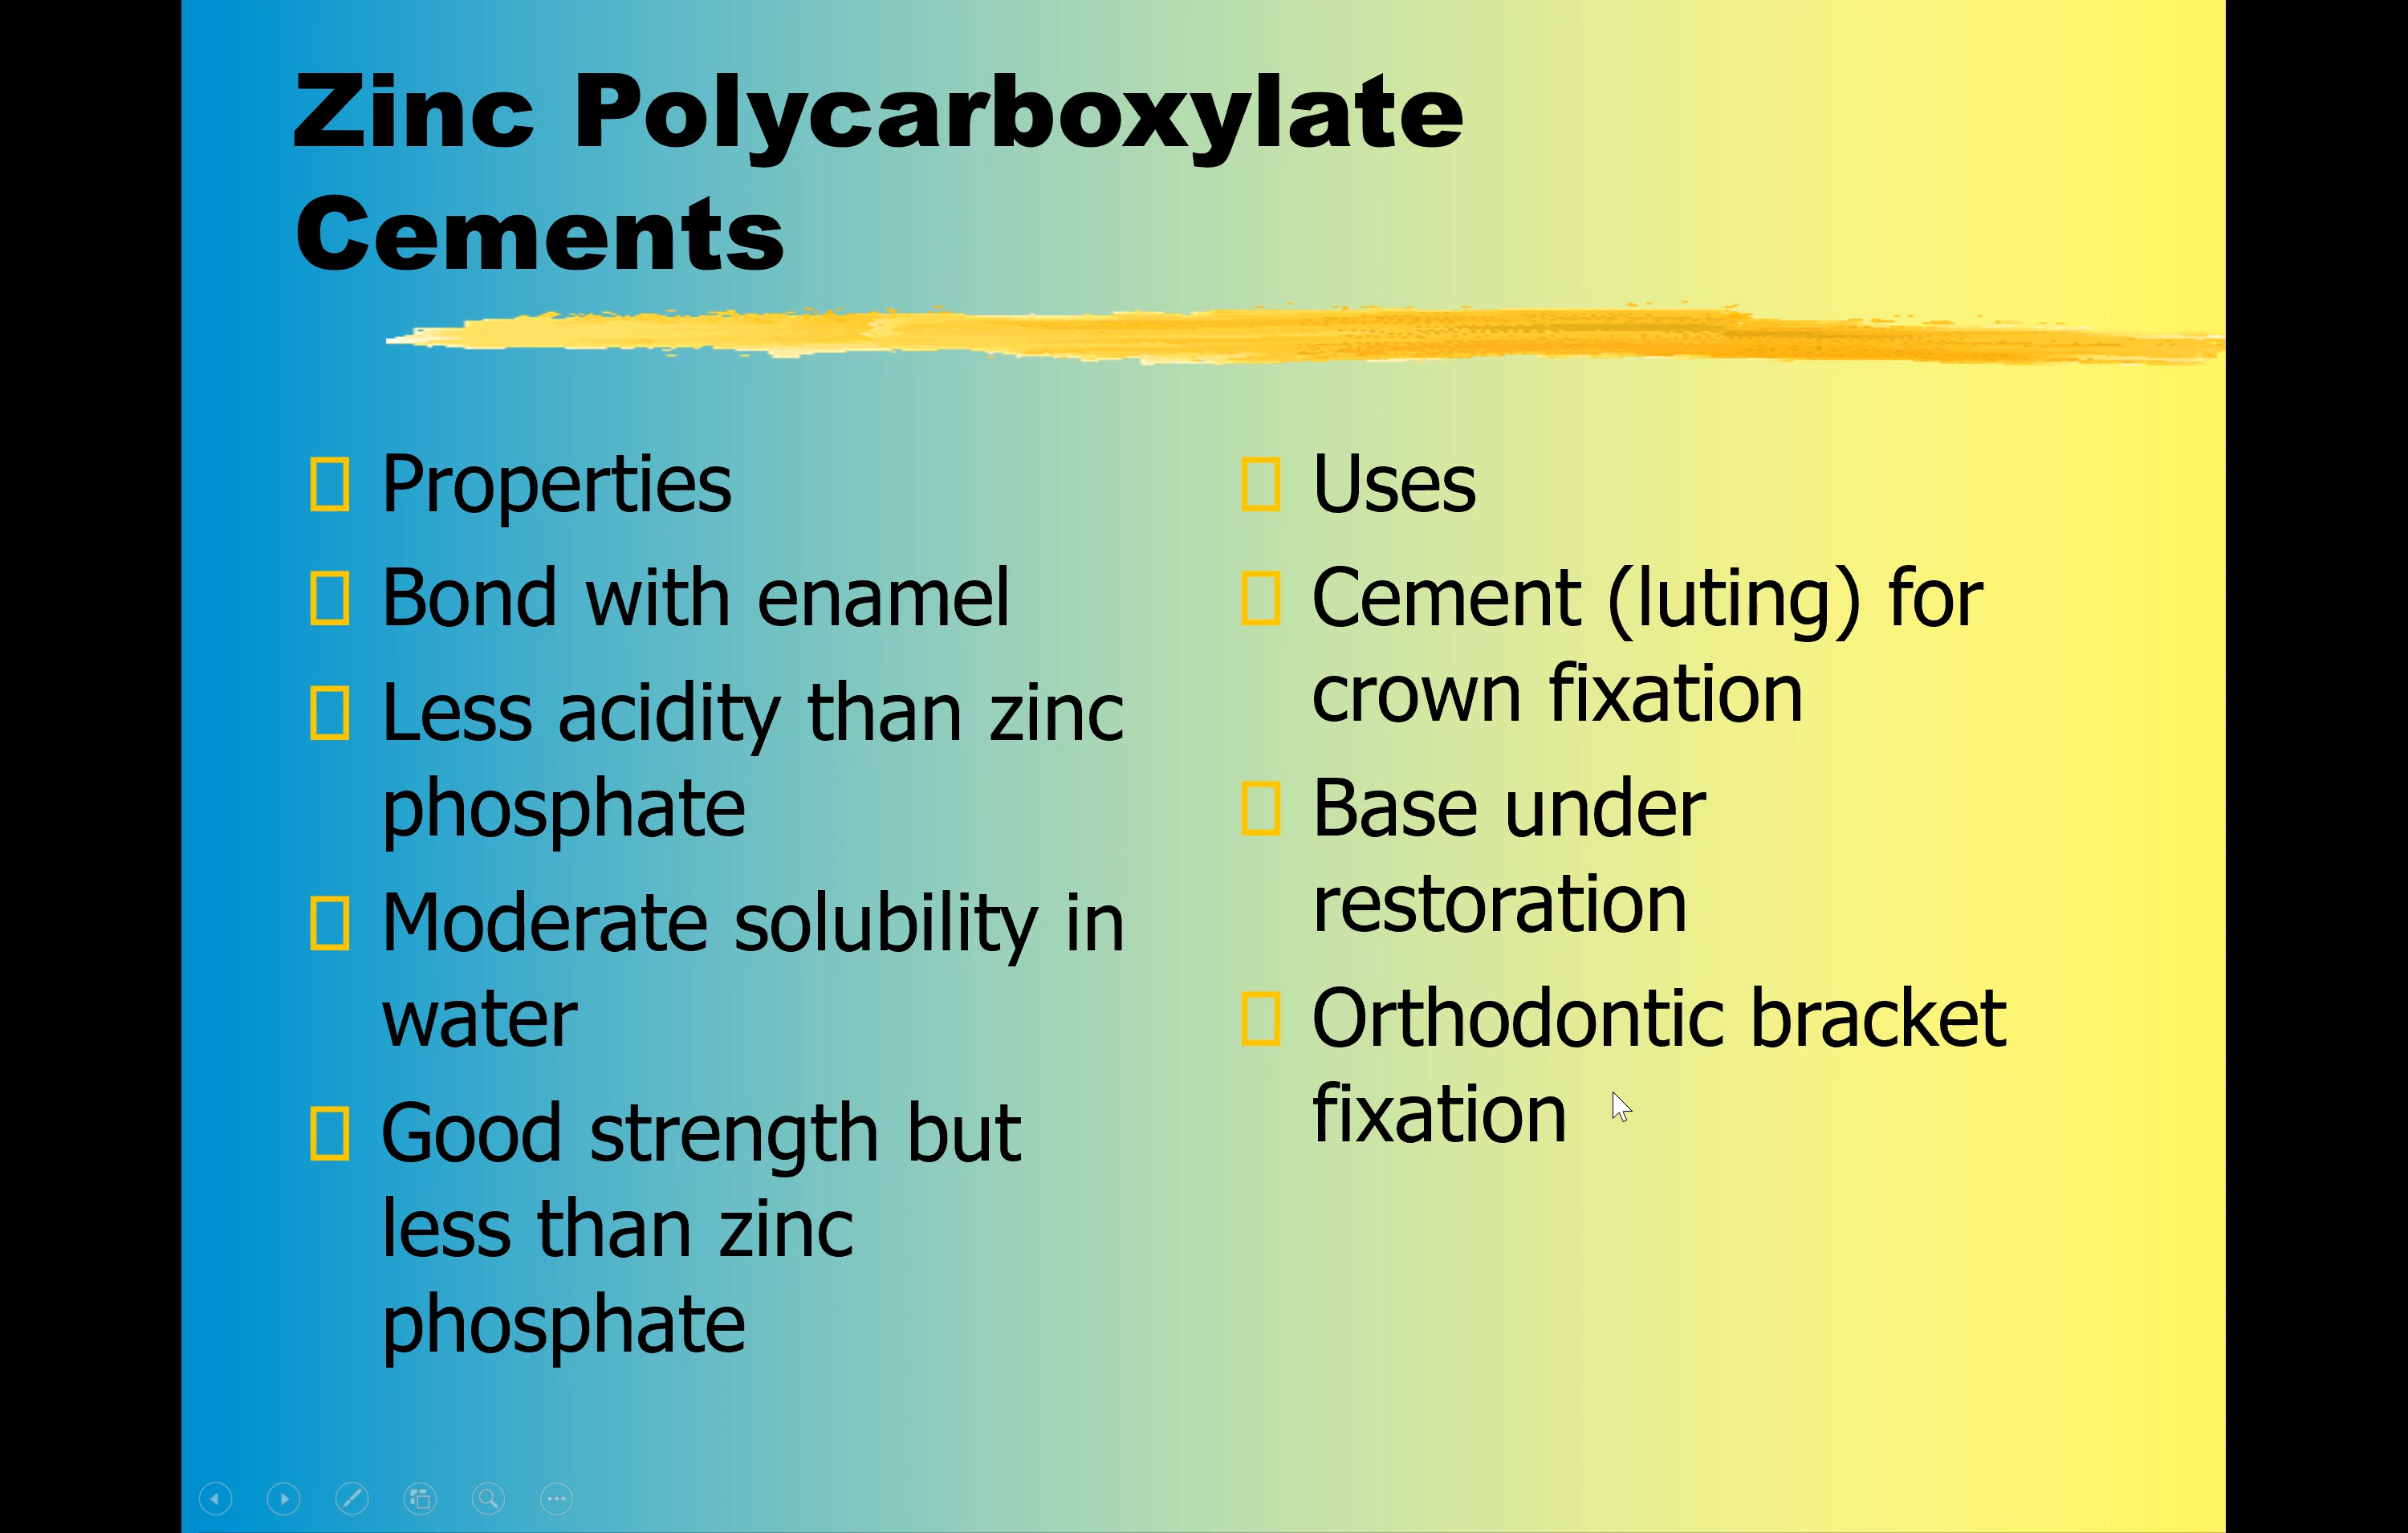 Zinc Polycarboxylate
Cements
Properties
Bond with enamel
Less acidity than zinc
phosphate
Moderate solubility in
water
Good strength but
less than zinc
phosphate
Uses
Cement (luting) for
crown fixation
Base under
restoration
Orthodontic bracket
fixation